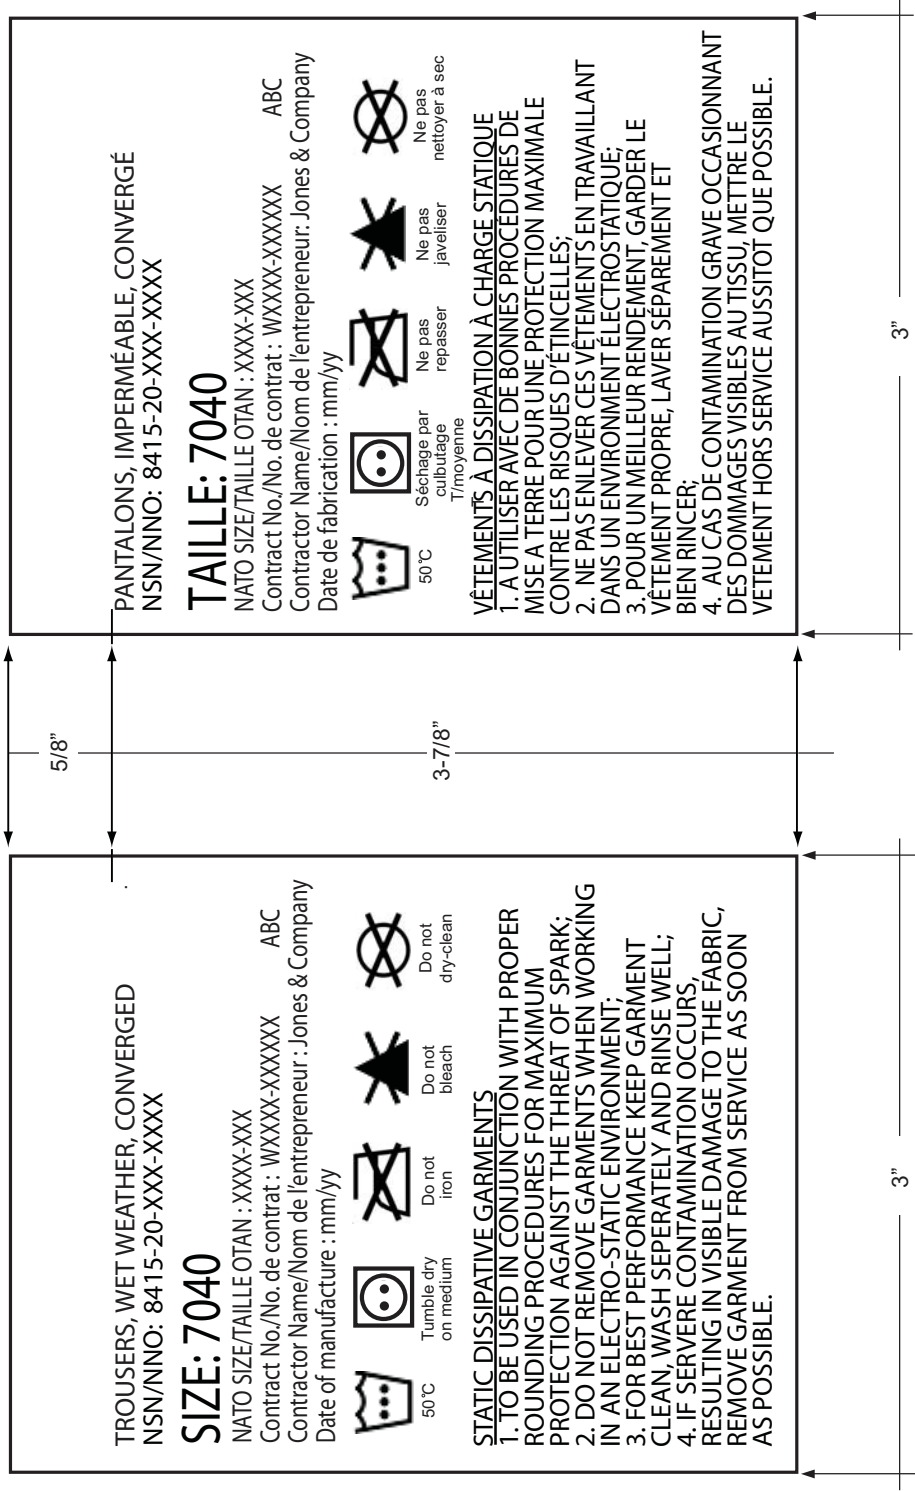 TROUSERS, WET WEATHER, CONVERGED
NSN/NNO: 8415-20-XXX-XXXX
SIZE: 7040
NATO SIZE/TAILLE OTAN : XXXX-XXX
Contract No./No. de contrat : WXXXX-XXXXXX ABC
Contractor Name/Nom de l'entrepreneur : Jones & Company
Date of manufacture : mm/yy
50°C
Tumble dry
on medium
Do not
iron
Do not
bleach
Do not
dry-clean
STATIC DISSIPATIVE GARMENTS
1. TO BE USED IN CONJUNCTION WITH PROPER
ROUNDING PROCEDURES FOR MAXIMUM
PROTECTION AGAINST THE THREAT OF SPARK;
2. DO NOT REMOVE GARMENTS WHEN WORKING
IN AN ELECTRO-STATIC ENVIRONMENT;
3. FOR BEST PERFORMANCE KEEP GARMENT
CLEAN, WASH SEPERATELY AND RINSE WELL;
4. IF SERVERE CONTAMINATION OCCURS,
RESULTING IN VISIBLE DAMAGE TO THE FABRIC,
REMOVE GARMENT FROM SERVICE AS SOON
AS POSSIBLE.
3"
5/8"
3-7/8"
PANTALONS, IMPERMÉABLE, CONVERGÉ
NSN/NNO: 8415-20-XXX-XXXX
TAILLE: 7040
NATO SIZE/TAILLE OTAN : XXXX-XXX
Contract No./No. de contrat : WXXXX-XXXXXX ABC
Contractor Name/Nom de l'entrepreneur: Jones & Company
Date de fabrication : mm/yy
50°C
Séchage par
culbutage
T/moyenne
Ne pas
repasser
Ne pas
javeliser
Ne pas
nettoyer à sec
VÊTEMENTS À DISSIPATION À CHARGE STATIQUE
1. A UTILISER AVEC DE BONNES PROCÉDURES DE
MISE A TERRE POUR UNE PROTECTION MAXIMALE
CONTRE LES RISQUES D'ÉTINCELLES;
2. NE PAS ENLEVER CES VÊTEMENTS EN TRAVAILLANT
DANS UN ENVIRONMENT ÉLECTROSTATIQUE;
3. POUR UN MEILLEUR RENDEMENT, GARDER LE
VÊTEMENT PROPRE, LAVER SÉPAREMENT ET
BIEN RINCER;
4. AU CAS DE CONTAMINATION GRAVE OCCASIONNANT
DES DOMMAGES VISIBLES AU TISSU, METTRE LE
VETEMENT HORS SERVICE AUSSITOT QUE POSSIBLE.
3"